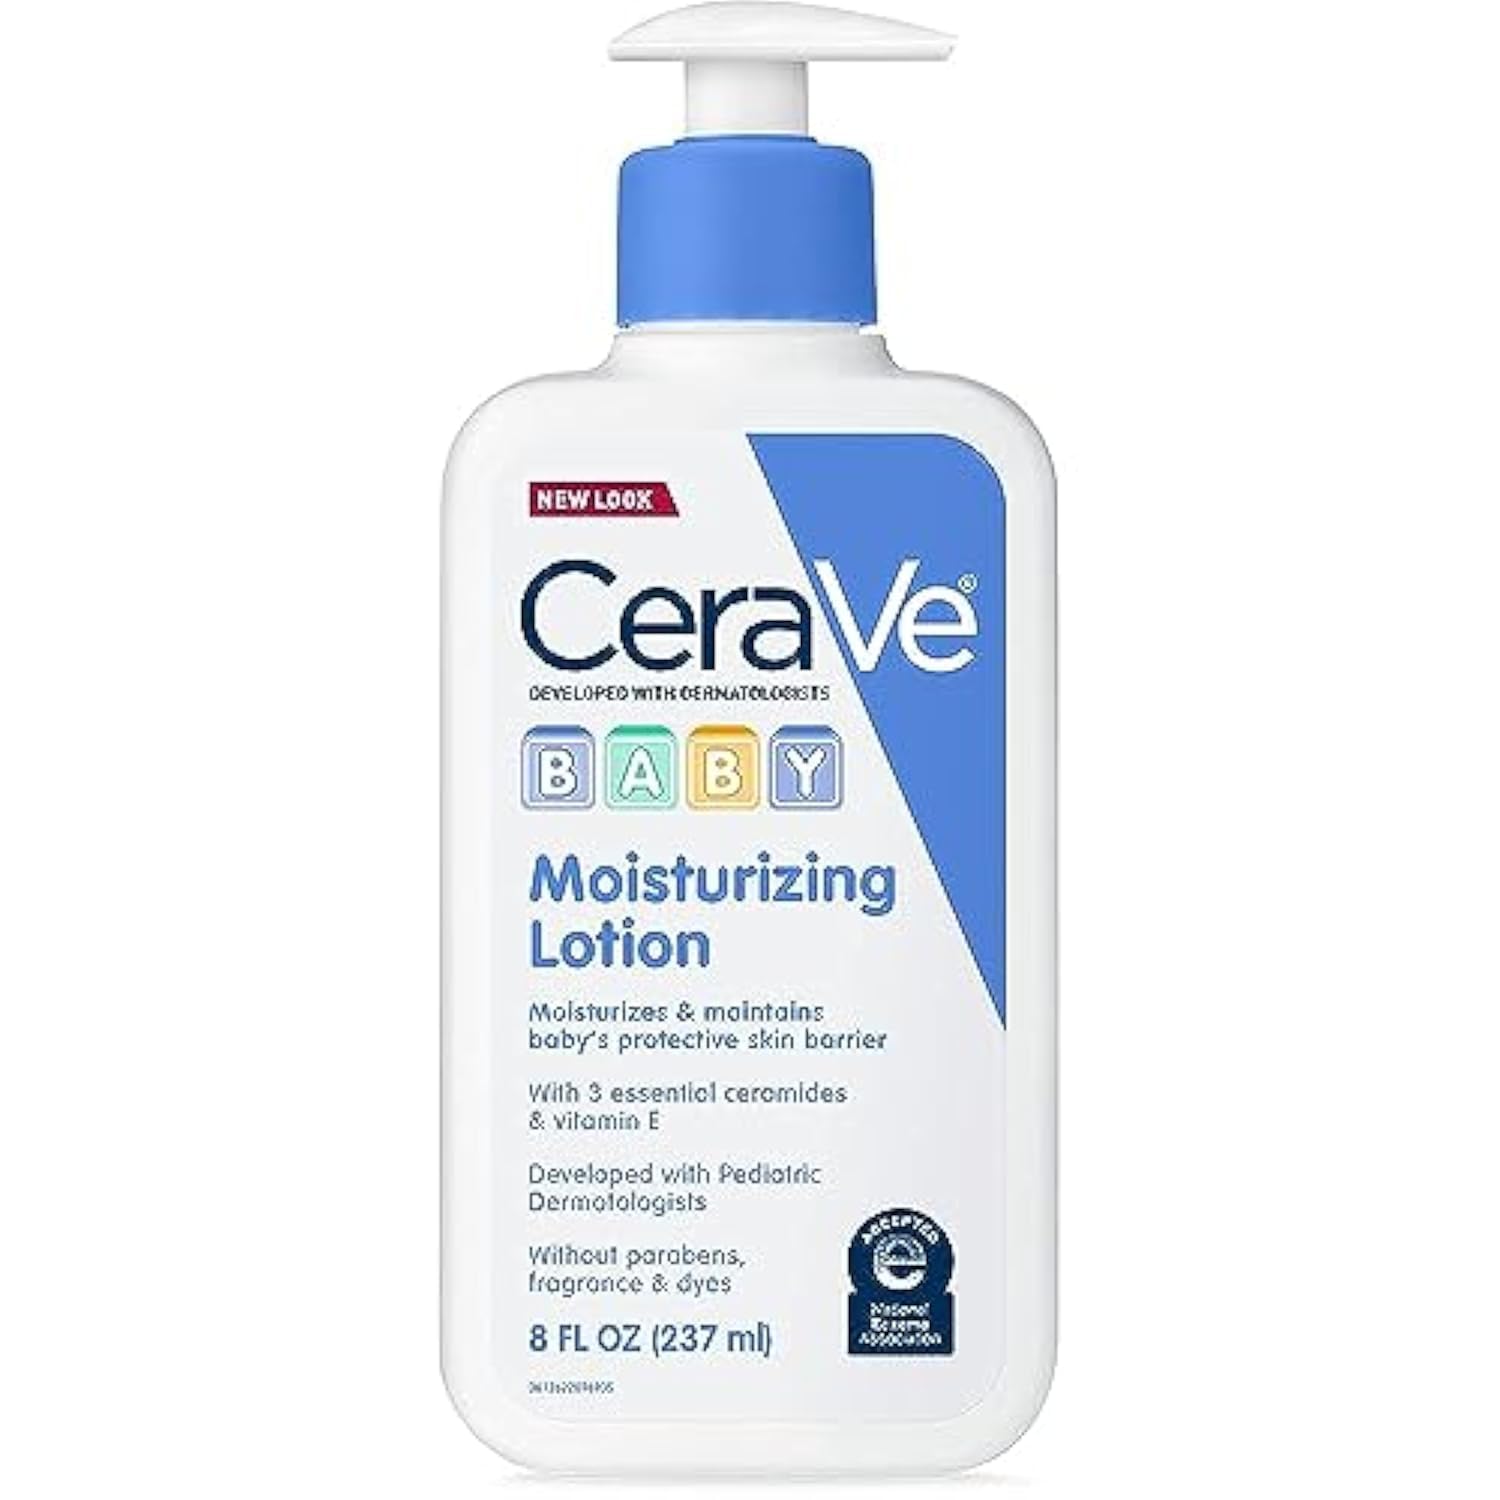 NEW LOOK
CeraVe®
DEVELOPED WITH DERMATOLOGISTS
BABY
Moisturizing
Lotion
Moisturizes & maintains
baby's protective skin barrier
With 3 essential ceramides
& vitamin E
Developed with Pediatric
Dermatologists
Without parabens,
fragrance & dyes
8 FL OZ (237 ml)
ACCEPTED
e
National
Eczema
ASSOCIATION